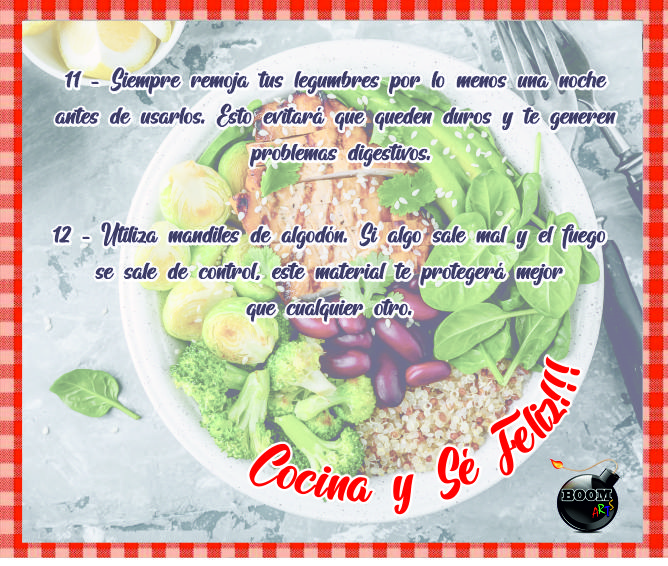 11 - Siempre remoja tus legumbres por lo menos una noche
antes de usarlos. Esto evitará que queden duros y te generen
problemas digestivos.
12 - Utiliza mandiles de algodón. Si algo sale mal y el fuego
se sale de control, este material te protegerá mejor
que cualquier otro.
Cocina y Sé Feliz!!!
BOOM
ARTS